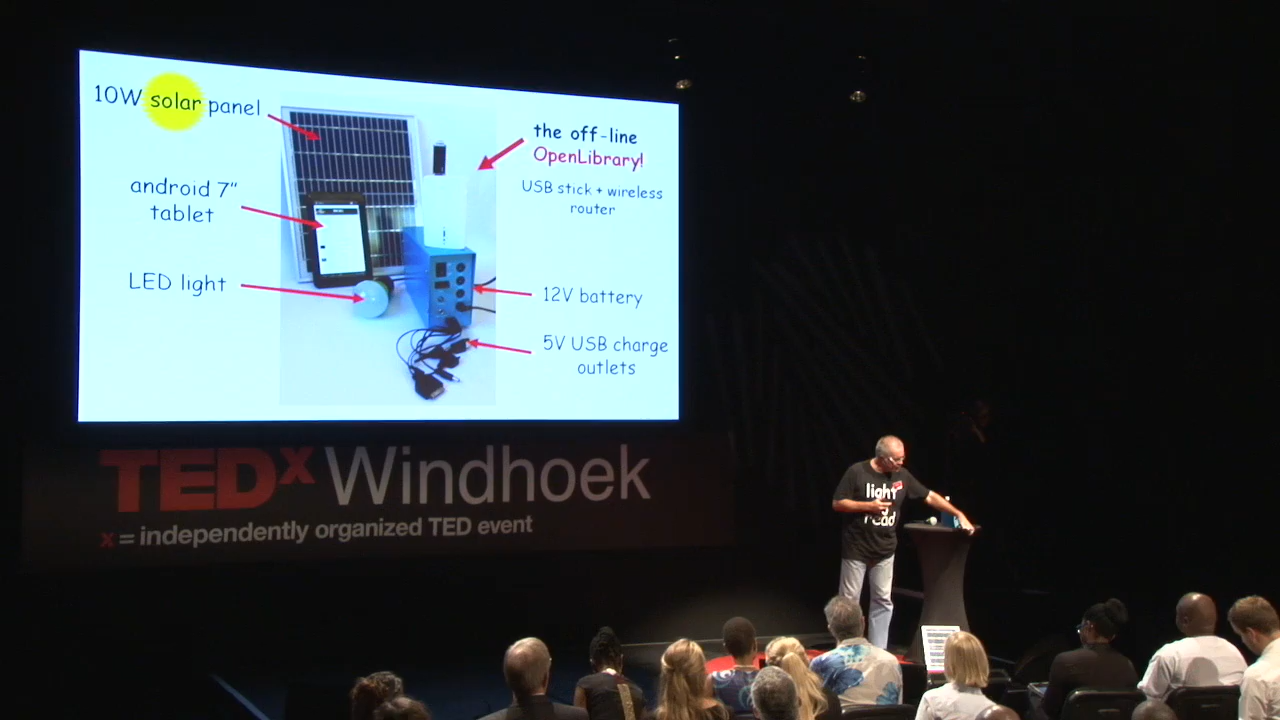 10W solar panel
android 7"
tablet
LED light
the off-line
OpenLibrary!
USB stick + wireless
router
12V battery
5V USB charge
outlets
TEDx Windhoek
x = independently organized TED event
light
read